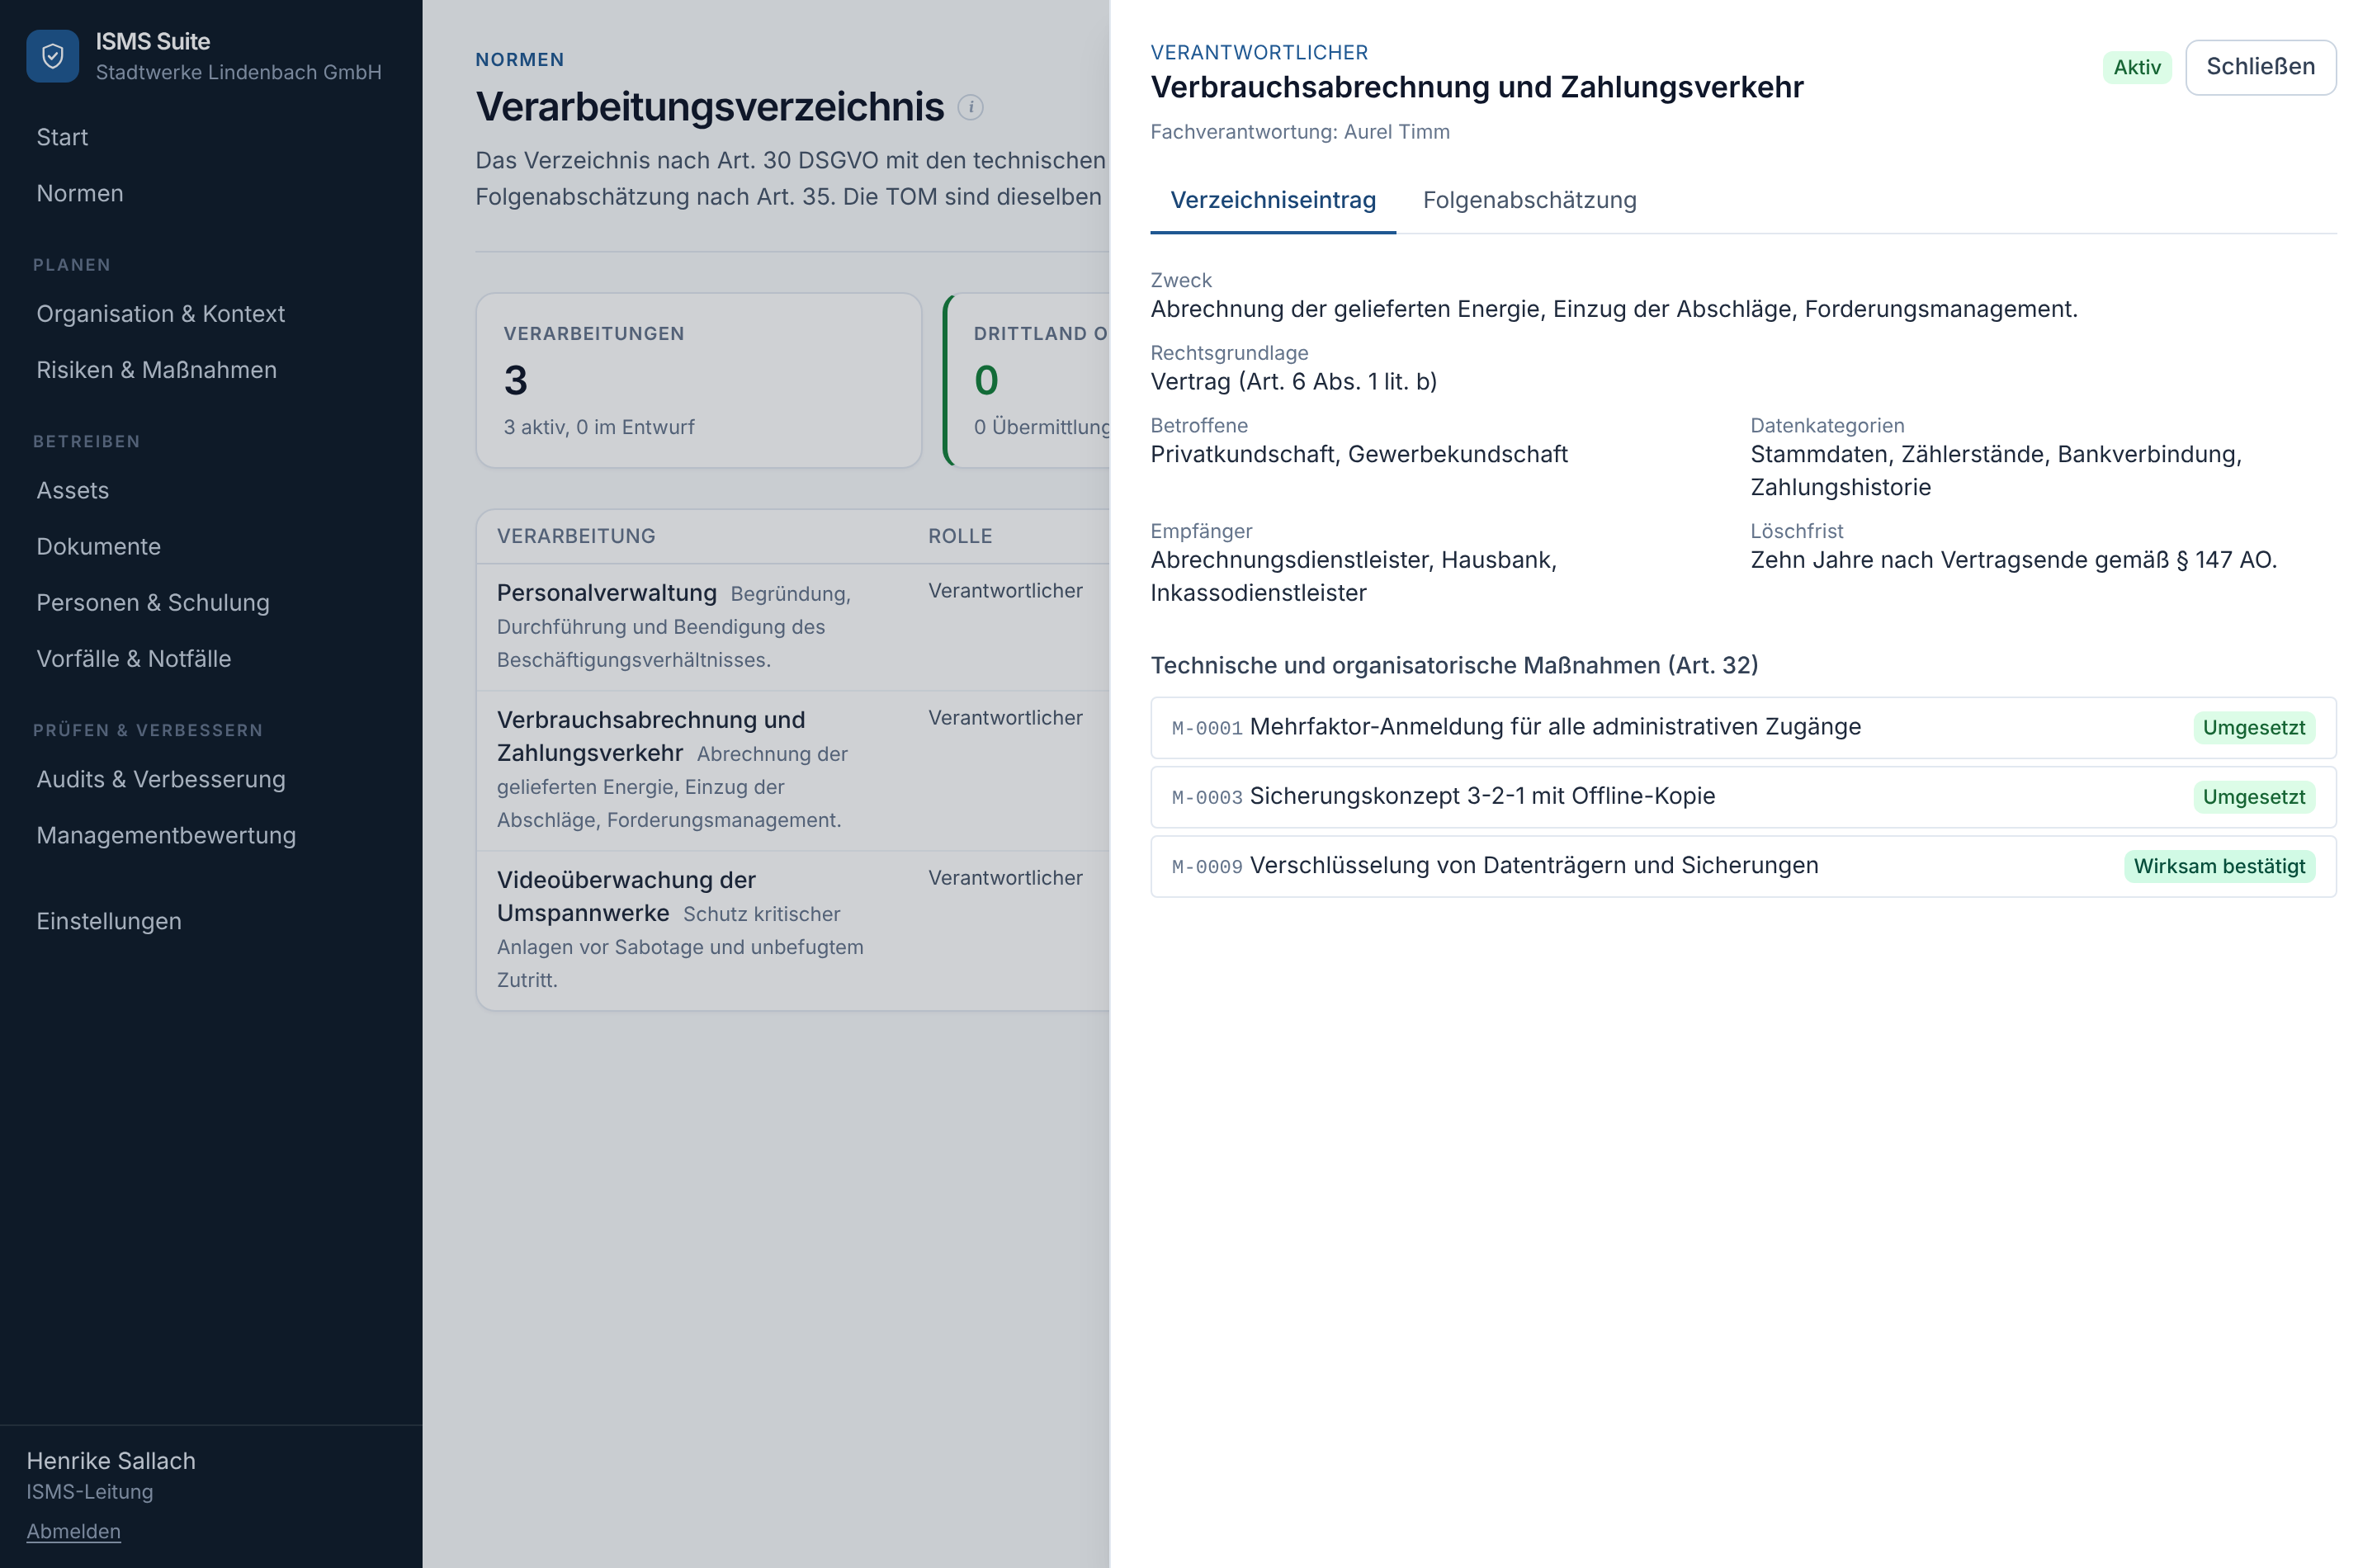 ISMS Suite
Stadtwerke Lindenbach GmbH
Start
Normen
PLANEN
Organisation & Kontext
Risiken & Maßnahmen
BETREIBEN
Assets
Dokumente
Personen & Schulung
Vorfälle & Notfälle
PRÜFEN & VERBESSERN
Audits & Verbesserung
Managementbewertung
Einstellungen
Henrike Sallach
ISMS-Leitung
Abmelden
NORMEN
Verarbeitungsverzeichnis i
Das Verzeichnis nach Art. 30 DSGVO mit den technischen
Folgenabschätzung nach Art. 35. Die TOM sind dieselben
VERARBEITUNGEN
3
3 aktiv, 0 im Entwurf
DRITTLAND O
0
0 Übermittlung
VERARBEITUNG ROLLE
Personalverwaltung Begründung, Verantwortlicher
Durchführung und Beendigung des
Beschäftigungsverhältnisses.
Verbrauchsabrechnung und Verantwortlicher
Zahlungsverkehr Abrechnung der
gelieferten Energie, Einzug der
Abschläge, Forderungsmanagement.
Videoüberwachung der Verantwortlicher
Umspannwerke Schutz kritischer
Anlagen vor Sabotage und unbefugtem
Zutritt.
VERANTWORTLICHER
Verbrauchsabrechnung und Zahlungsverkehr
Fachverantwortung: Aurel Timm
Aktiv
Schließen
Verzeichniseintrag Folgenabschätzung
Zweck
Abrechnung der gelieferten Energie, Einzug der Abschläge, Forderungsmanagement.
Rechtsgrundlage
Vertrag (Art. 6 Abs. 1 lit. b)
Betroffene
Privatkundschaft, Gewerbekundschaft
Datenkategorien
Stammdaten, Zählerstände, Bankverbindung,
Zahlungshistorie
Empfänger
Abrechnungsdienstleister, Hausbank,
Inkassodienstleister
Löschfrist
Zehn Jahre nach Vertragsende gemäß § 147 AO.
Technische und organisatorische Maßnahmen (Art. 32)
M-0001 Mehrfaktor-Anmeldung für alle administrativen Zugänge Umgesetzt
M-0003 Sicherungskonzept 3-2-1 mit Offline-Kopie Umgesetzt
M-0009 Verschlüsselung von Datenträgern und Sicherungen Wirksam bestätigt